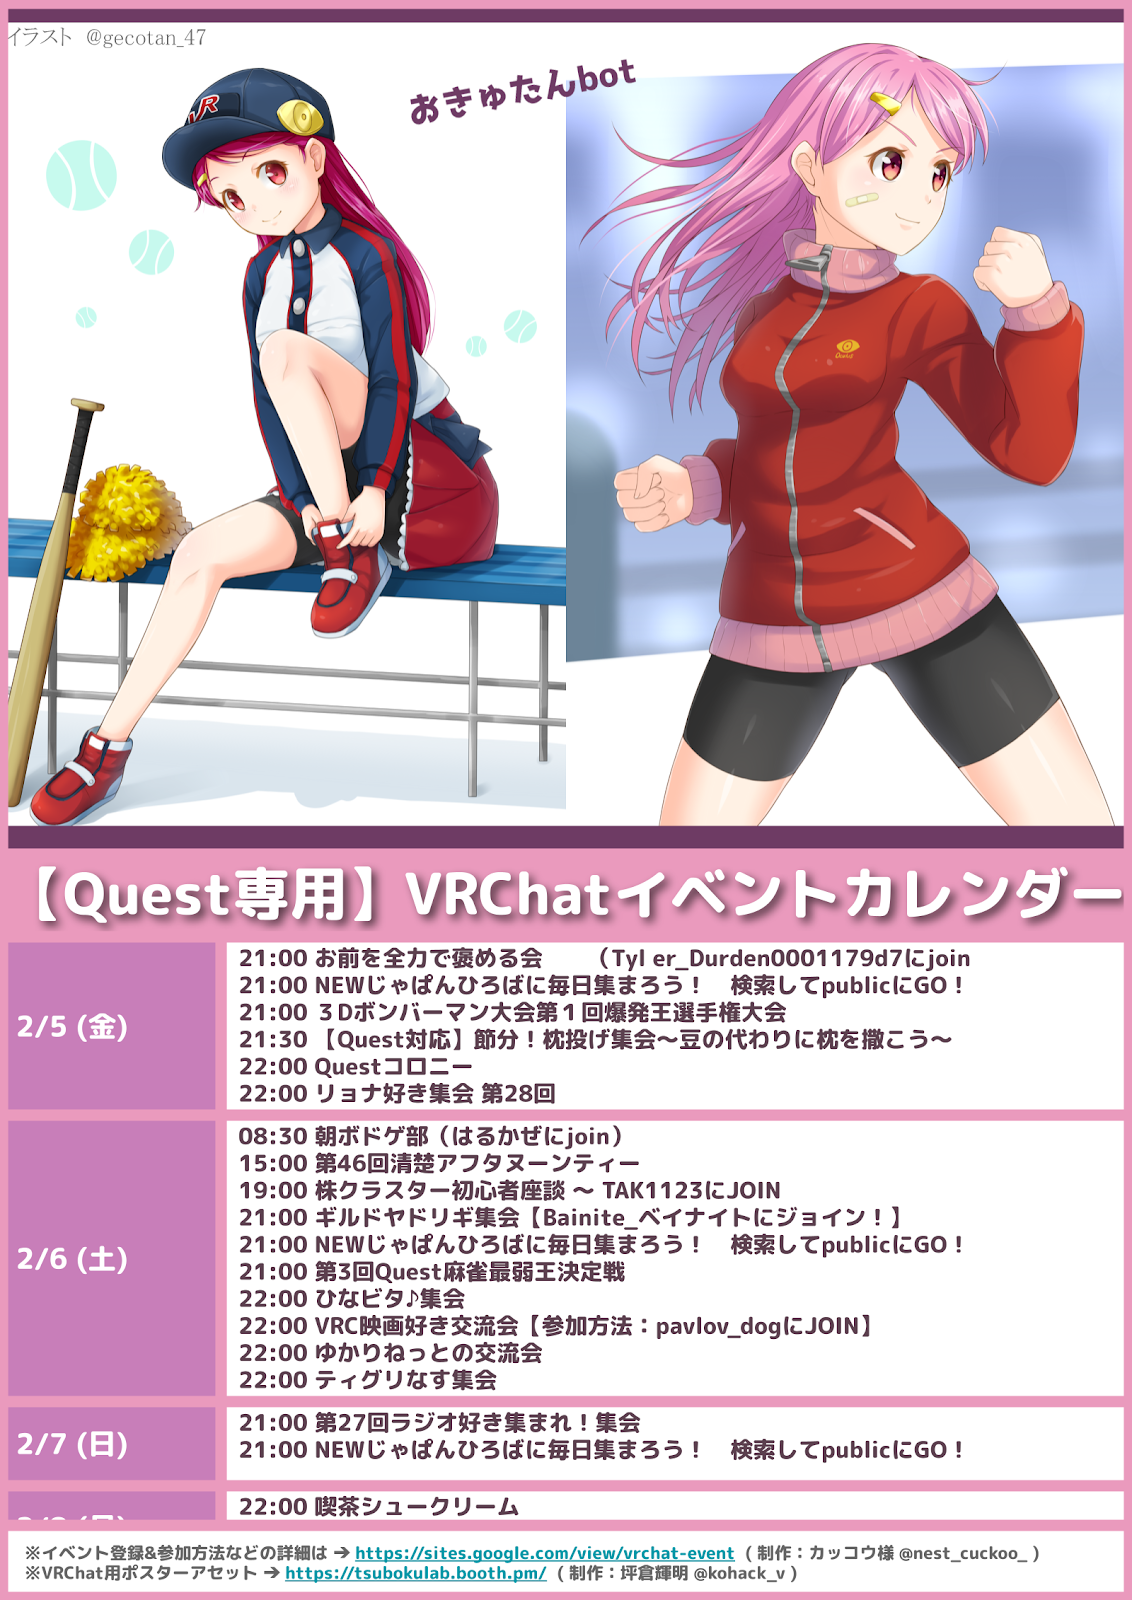 イラスト @gecotan_47
おきゅたんbot
VR
Quest
【Quest専用】VRChatイベントカレンダー
2/5 (金)
21:00 お前を全力で褒める会　　（Tyl er_Durden0001179d7にjoin
21:00 NEWじゃぱんひろばに毎日集まろう！　検索してpublicにGO！
21:00 ３Dボンバーマン大会第１回爆発王選手権大会
21:30 【Quest対応】節分！枕投げ集会～豆の代わりに枕を撒こう～
22:00 Questコロニー
22:00 リョナ好き集会 第28回
2/6 (土)
08:30 朝ボドゲ部（はるかぜにjoin）
15:00 第46回清楚アフタヌーンティー
19:00 株クラスター初心者座談 ～ TAK1123にJOIN
21:00 ギルドヤドリギ集会【Bainite_ベイナイトにジョイン！】
21:00 NEWじゃぱんひろばに毎日集まろう！　検索してpublicにGO！
21:00 第3回Quest麻雀最弱王決定戦
22:00 ひなビタ♪集会
22:00 VRC映画好き交流会【参加方法：pavlov_dogにJOIN】
22:00 ゆかりねっとの交流会
22:00 ティグリなす集会
2/7 (日)
21:00 第27回ラジオ好き集まれ！集会
21:00 NEWじゃぱんひろばに毎日集まろう！　検索してpublicにGO！
22:00 喫茶シュークリーム
※イベント登録&参加方法などの詳細は → https://sites.google.com/view/vrchat-event ( 制作：カッコウ様 @nest_cuckoo_ )
※VRChat用ポスターアセット → https://tsubokulab.booth.pm/ ( 制作：坪倉輝明 @kohack_v )